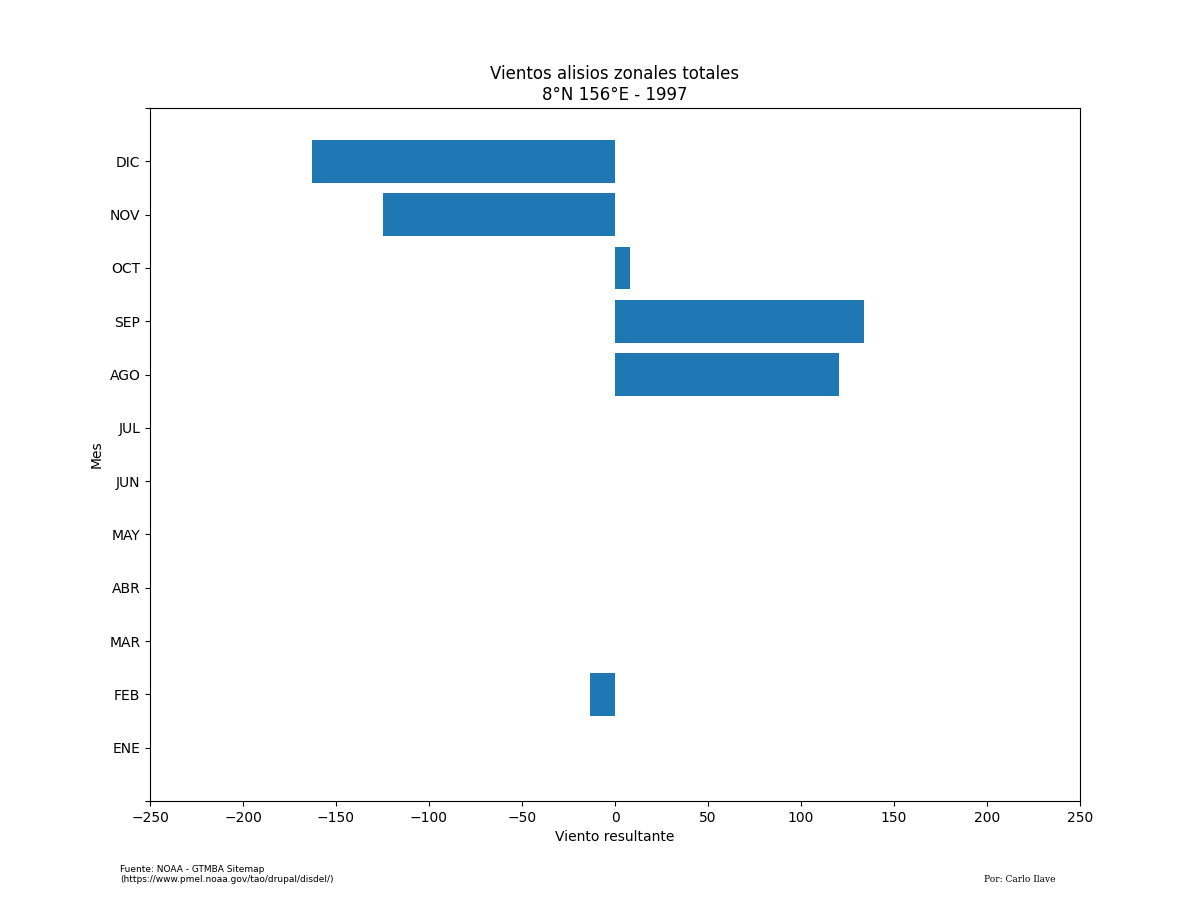 Vientos alisios zonales totales
8°N 156°E - 1997
DIC
NOV
OCT
SEP
AGO
JUL
JUN
MAY
ABR
MAR
FEB
ENE
Mes
−250 −200 −150 −100 −50 0 50 100 150 200 250
Viento resultante
Fuente: NOAA - GTMBA Sitemap
(https://www.pmel.noaa.gov/tao/drupal/disdel/)
Por: Carlo Ilave